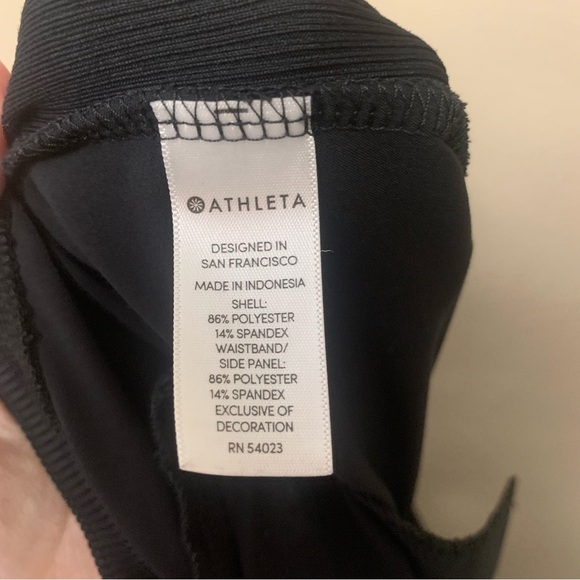 ATHLETA
DESIGNED IN
SAN FRANCISCO
MADE IN INDONESIA
SHELL:
86% POLYESTER
14% SPANDEX
WAISTBAND/
SIDE PANEL:
86% POLYESTER
14% SPANDEX
EXCLUSIVE OF
DECORATION
RN 54023